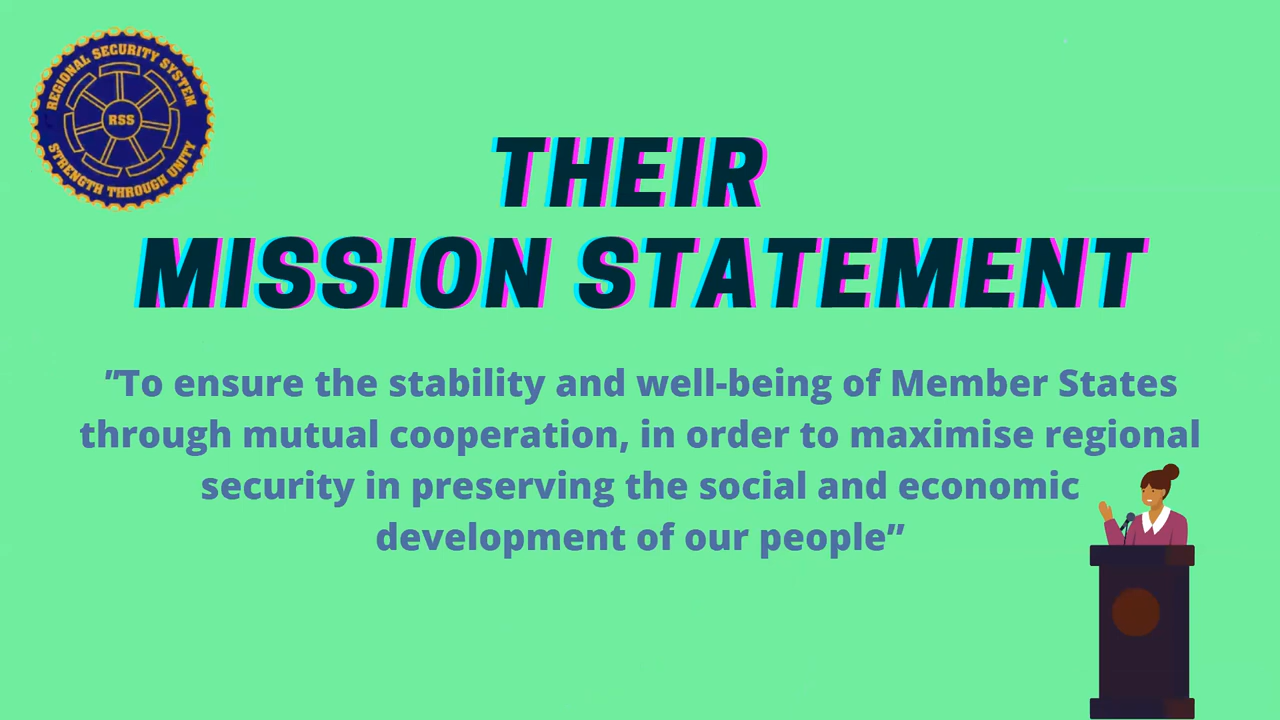 REGIONAL SECURITY SYSTEM
RSS
STRENGTH THROUGH UNITY
THEIR
MISSION STATEMENT
"To ensure the stability and well-being of Member States
through mutual cooperation, in order to maximise regional
security in preserving the social and economic
development of our people”